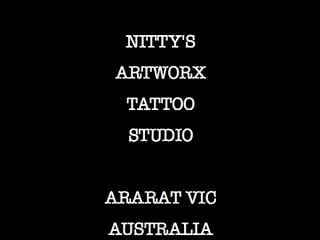 NITTY'S
ARTWORX
TATTOO
STUDIO
ARARAT VIC
AUSTRALIA